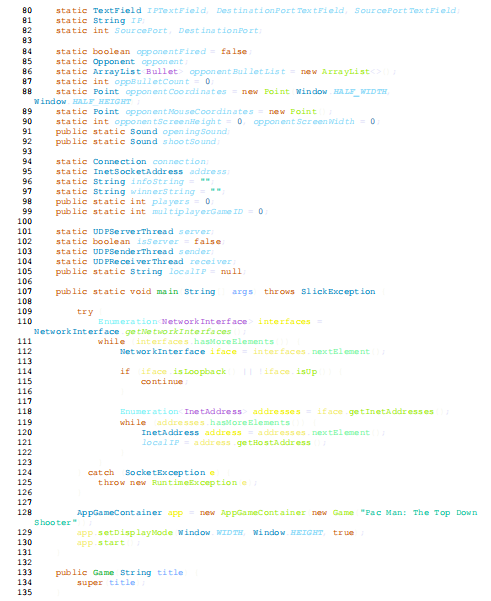 80 static TextField IPTextField, DestinationPortTextField, SourcePortTextField;
81 static String IP;
82 static int SourcePort, DestinationPort;
83
84 static boolean opponentFired = false;
85 static Opponent opponent;
86 static ArrayList<Bullet> opponentBulletList = new ArrayList<>();
87 static int oppBulletCount = 0;
88 static Point opponentCoordinates = new Point(Window.HALF_WIDTH,
Window.HALF_HEIGHT);
89 static Point opponentMouseCoordinates = new Point();
90 static int opponentScreenHeight = 0, opponentScreenWidth = 0;
91 public static Sound openingSound;
92 public static Sound shootSound;
93
94 static Connection connection;
95 static InetSocketAddress address;
96 static String infoString = "";
97 static String winnerString = "";
98 public static int players = 0;
99 public static int multiplayerGameID = 0;
100
101 static UDPServerThread server;
102 static boolean isServer = false;
103 static UDPSenderThread sender;
104 static UDPReceiverThread receiver;
105 public static String localIP = null;
106
107 public static void main(String[] args) throws SlickException {
108
109 try {
110 Enumeration<NetworkInterface> interfaces =
NetworkInterface.getNetworkInterfaces();
111 while (interfaces.hasMoreElements()) {
112 NetworkInterface iface = interfaces.nextElement();
113
114 if (iface.isLoopback() || !iface.isUp()) {
115 continue;
116
117
118 Enumeration<InetAddress> addresses = iface.getInetAddresses();
119 while(addresses.hasMoreElements()) {
120 InetAddress address = addresses.nextElement();
121 localIP = address.getHostAddress();
122
123
124 catch (SocketException e) {
125 throw new RuntimeException(e);
126
127
128 AppGameContainer app = new AppGameContainer(new Game("Pac Man: The Top Down
Shooter"));
129 app.setDisplayMode(Window.WIDTH, Window.HEIGHT, true);
130 app.start();
131
132
133 public Game(String title) {
134 super(title);
135